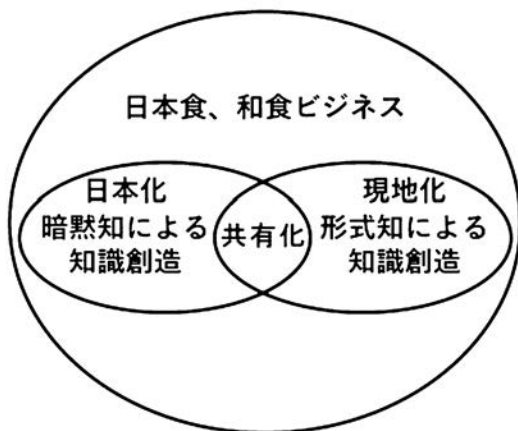 日本食、和食ビジネス
日本化
暗黙知による
知識創造
共有化
現地化
形式知による
知識創造